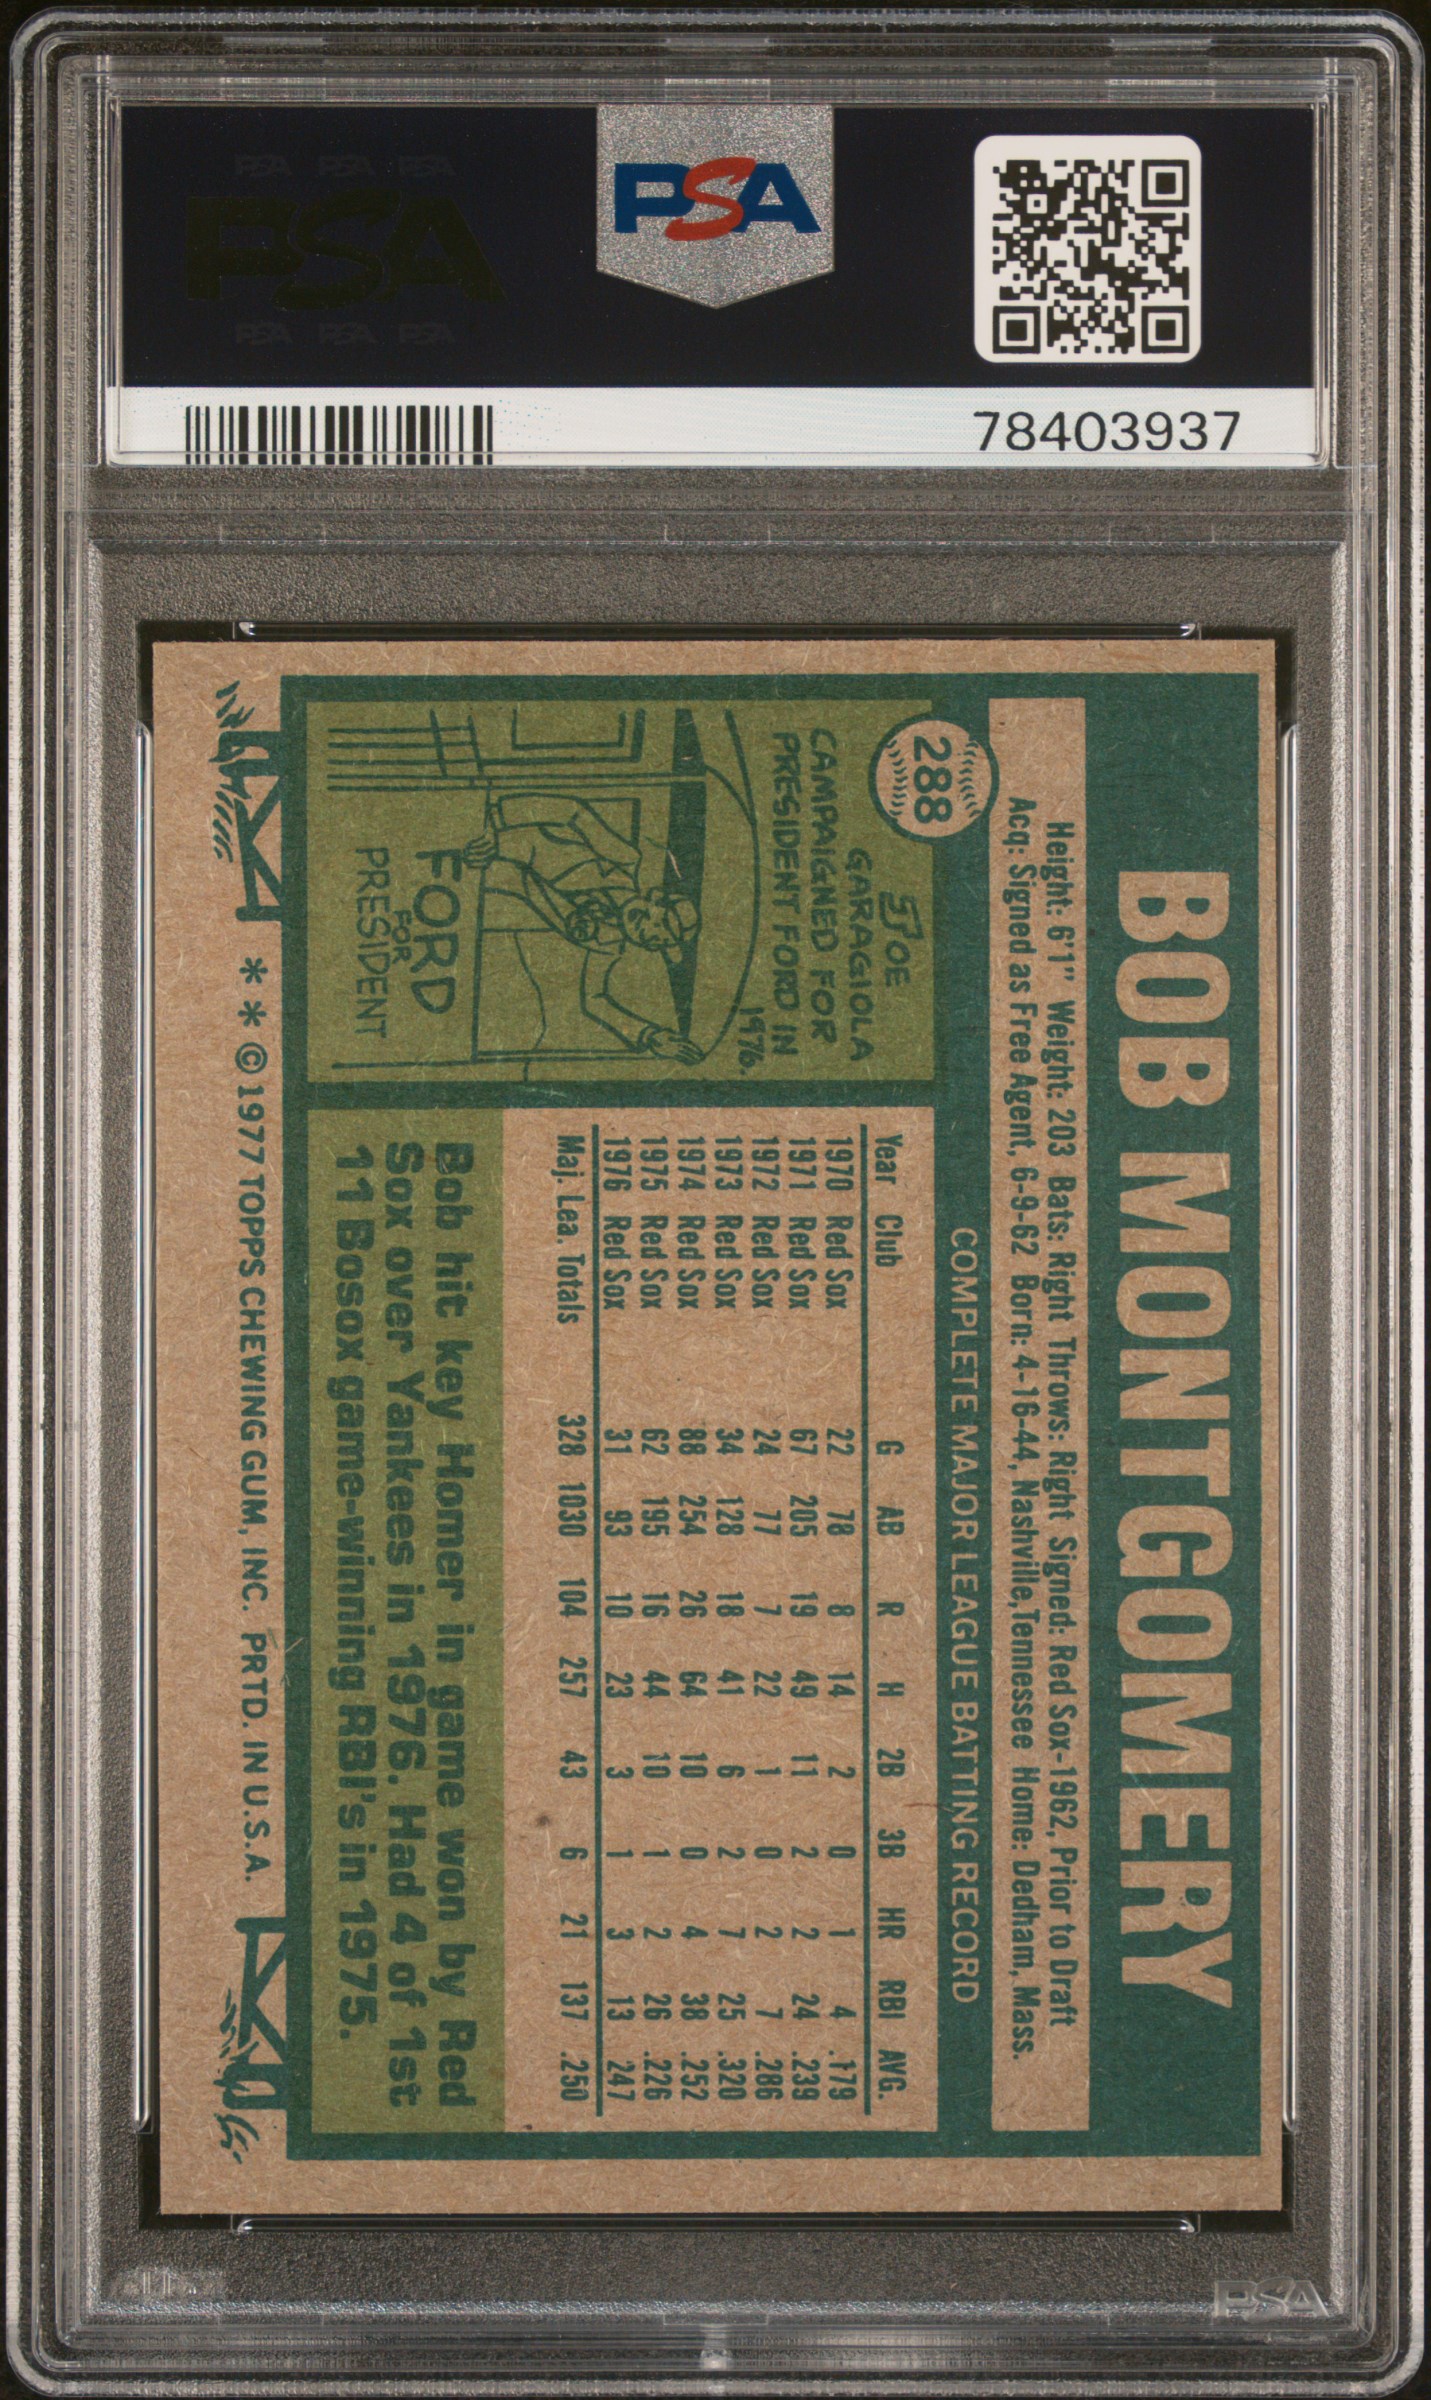 PSA PSA PSA
PSA
PSA PSA PSA
PSA
78403937
BOB MONTGOMERY
288
Height: 6'1" Weight: 203 Bats: Right Throws: Right Signed: Red Sox-1962, Prior to Draft
Acq: Signed as Free Agent, 6-9-62 Born: 4-16-44, Nashville, Tennessee Home: Dedham, Mass.
JOE
GARAGIOLA
CAMPAIGNED FOR
PRESIDENT FORD IN
1976.
FORD
FOR
PRESIDENT
COMPLETE MAJOR LEAGUE BATTING RECORD
Year Club G AB R H 2B 3B HR RBI AVG.
1970 Red Sox 22 78 8 14 2 0 1 4 .179
1971 Red Sox 67 205 19 49 11 2 2 24 .239
1972 Red Sox 24 77 7 22 1 0 2 7 .286
1973 Red Sox 34 128 18 41 6 2 7 25 .320
1974 Red Sox 88 254 26 64 10 0 4 38 .252
1975 Red Sox 62 195 16 44 10 1 2 26 .226
1976 Red Sox 31 93 10 23 3 1 3 13 .247
Maj. Lea. Totals 328 1030 104 257 43 6 21 137 .250
Bob hit key Homer in game won by Red
Sox over Yankees in 1976. Had 4 of 1st
11 Bosox game-winning RBI's in 1975.
* * ©1977 TOPPS CHEWING GUM, INC. PRTD. IN U.S.A.
PSA